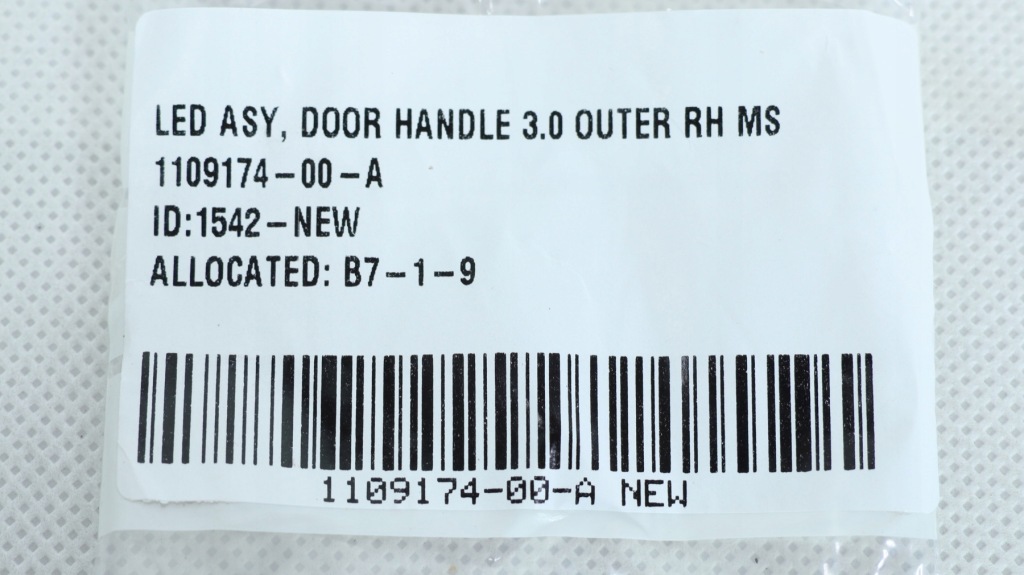 LED ASY, DOOR HANDLE 3.0 OUTER RH MS
1109174-00-A
ID:1542-NEW
ALLOCATED: B7-1-9
1109174-00-A NEW